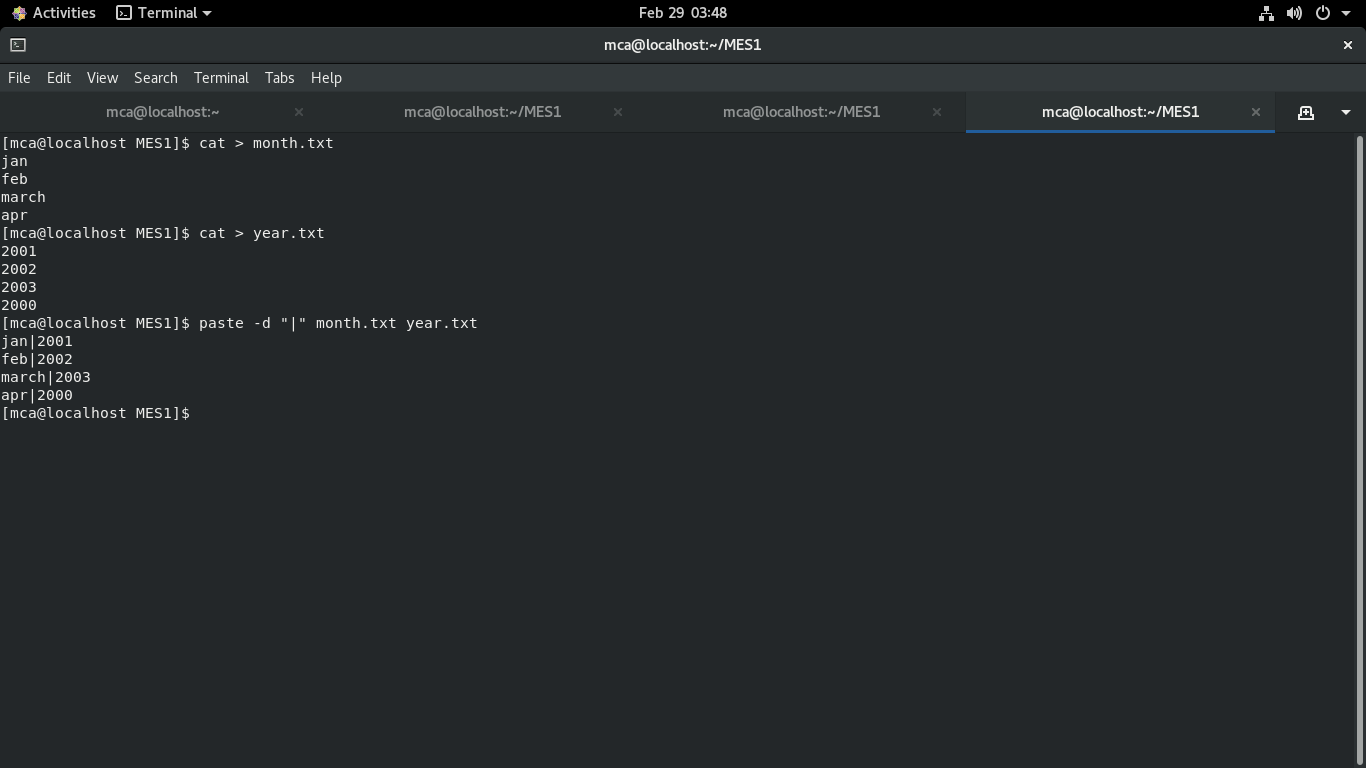 Activities Terminal Feb 29 03:48
mca@localhost:~/MES1
File Edit View Search Terminal Tabs Help
mca@localhost:~ mca@localhost:~/MES1 mca@localhost:~/MES1 mca@localhost:~/MES1
[mca@localhost MES1]$ cat > month.txt
jan
feb
march
apr
[mca@localhost MES1]$ cat > year.txt
2001
2002
2003
2000
[mca@localhost MES1]$ paste -d "|" month.txt year.txt
jan|2001
feb|2002
march|2003
apr|2000
[mca@localhost MES1]$